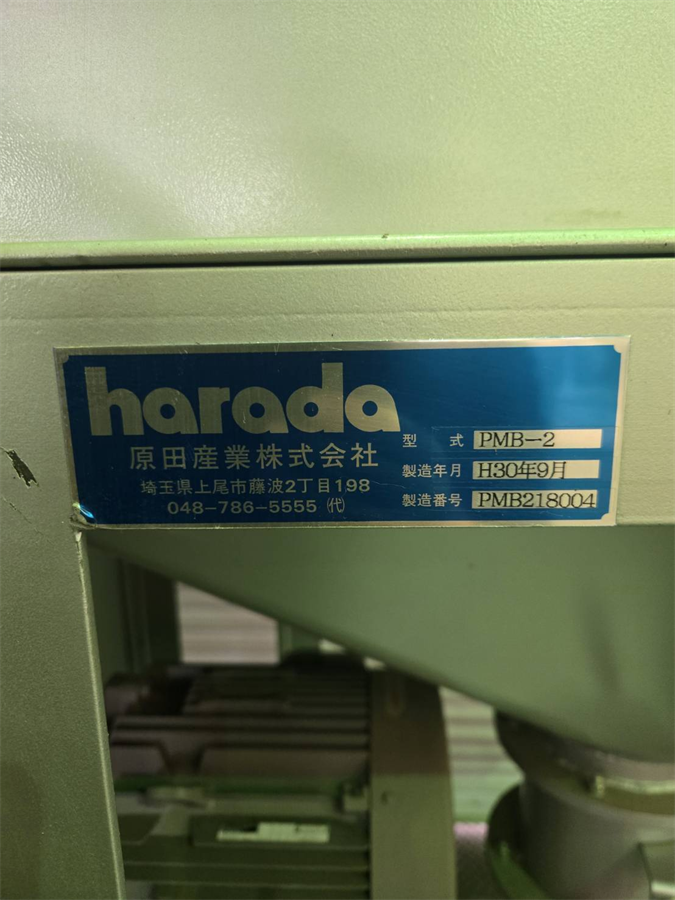 harada
原田産業株式会社
埼玉県上尾市藤波2丁目198
048-786-5555 ㈹
型 式 PMB-2
製造年月 H30年9月
製造番号 PMB218004